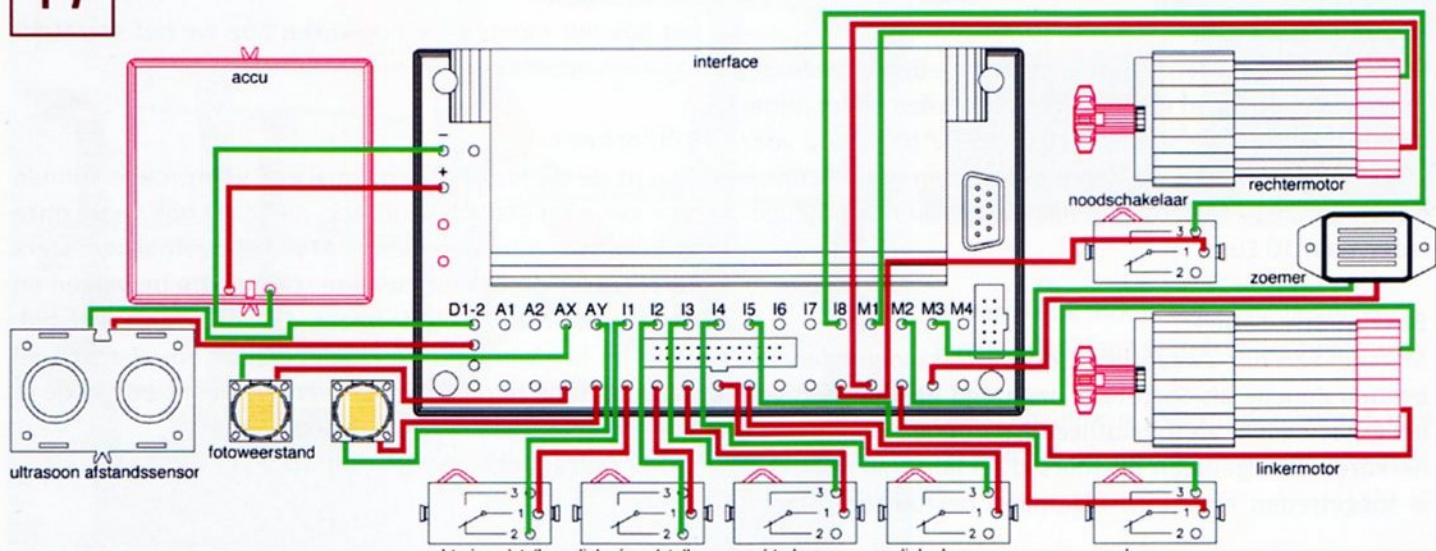 accu
interface
rechtermotor
noodschakelaar
zoemer
linkermotor
ultrasoon afstandssensor
fotoweerstand
−
+
D1-2 A1 A2 AX AY I1 I2 I3 I4 I5 I6 I7 I8 M1 M2 M3 M4
3
1
2
3
1
2
3
1
2
3
1
2
3
1
2
3
1
2